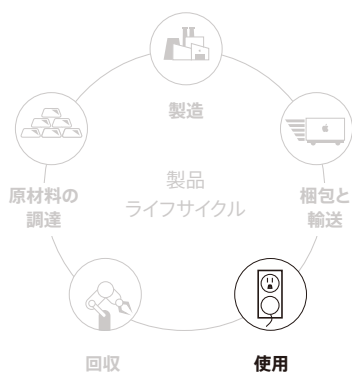 製造
原材料の
調達
製品
ライフサイクル
梱包と
輸送
回収
使用